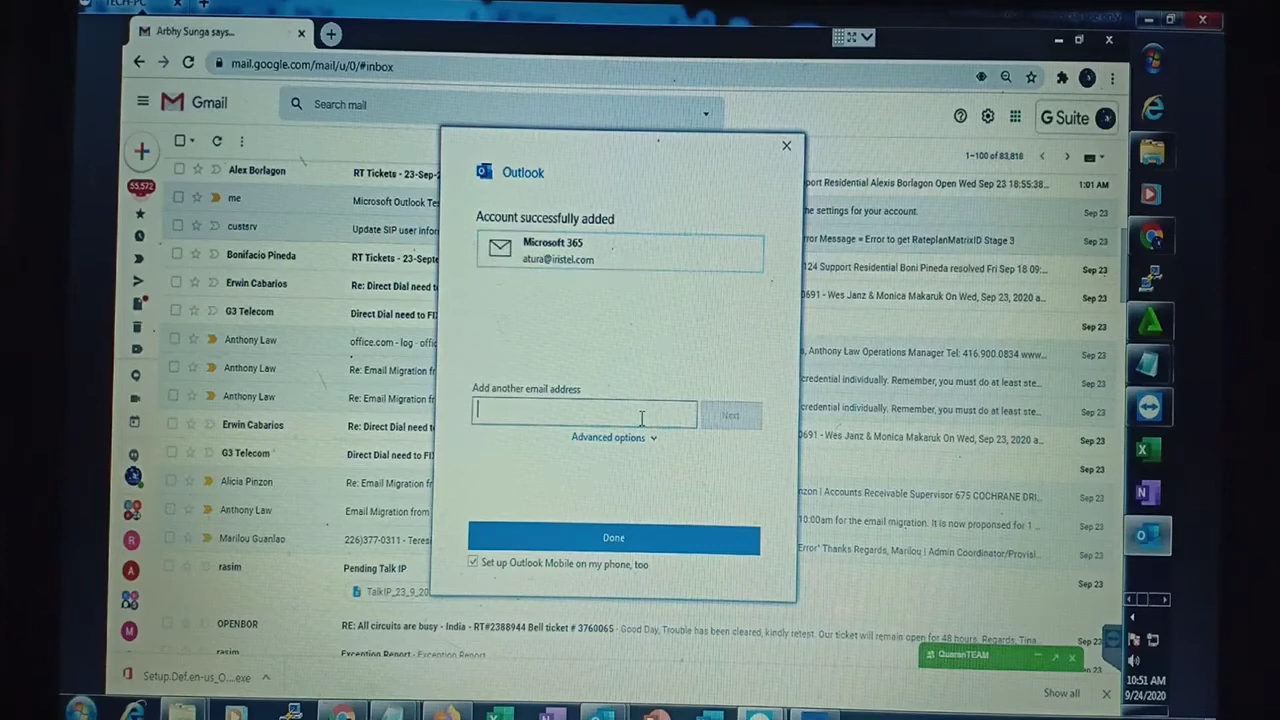 TECH-PC
Arbhy Sunga says...
mail.google.com/mail/u/0/#inbox
Gmail
Search mail
G Suite
1–100 of 83,818
55,572
Alex Borlagon
RT Tickets - 23-Sep-2
port Residential Alexis Borlagon Open Wed Sep 23 18:55:38...
1:01 AM
me
Microsoft Outlook Te
he settings for your account.
Sep 23
custsrv
Update SIP user infor
rror Message = Error to get RateplanMatrixID Stage 3
Sep 23
Bonifacio Pineda
RT Tickets - 23-Septe
124 Support Residential Boni Pineda resolved Fri Sep 18 09:...
Sep 23
Erwin Cabarios
Re: Direct Dial need t
0691 - Wes Janz & Monica Makaruk On Wed, Sep 23, 2020 a...
Sep 23
G3 Telecom
Direct Dial need to FI
Sep 23
Anthony Law
office.com - log - offic
s, Anthony Law Operations Manager Tel: 416.900.0834 www...
Sep 23
Anthony Law
Re: Email Migration fr
credential individually. Remember, you must do at least ste...
Sep 23
Anthony Law
Re: Email Migration fr
credential individually. Remember, you must do at least ste...
Sep 23
Erwin Cabarios
Re: Direct Dial need t
0691 - Wes Janz & Monica Makaruk On Wed, Sep 23, 2020 a...
Sep 23
G3 Telecom
Direct Dial need to FI
Sep 23
Alicia Pinzon
Re: Email Migration fr
nzon | Accounts Receivable Supervisor 675 COCHRANE DRI...
Sep 23
Anthony Law
Email Migration from
10:00am for the email migration. It is now proponsed for 1 ...
Sep 23
Marilou Guanlao
226)377-0311 - Teres
Error' Thanks Regards, Marilou | Admin Coordinator/Provisi...
Sep 23
rasim
Pending Talk IP
Sep 23
TalkIP_23_9_20
OPENBOR
RE: All circuits are busy - India - RT#2388944 Bell ticket # 3760065 - Good Day, Trouble has been cleared, kindly retest. Our ticket will remain open for 48 hours. Regards, Tina...
Sep 23
rasim
Exception Report - Exception Report
Outlook
Account successfully added
Microsoft 365
atura@iristel.com
Add another email address
Next
Advanced options
Done
Set up Outlook Mobile on my phone, too
R
A
M
QuaranTEAM
Setup.Def.en-us_O....exe
Show all
10:51 AM
9/24/2020